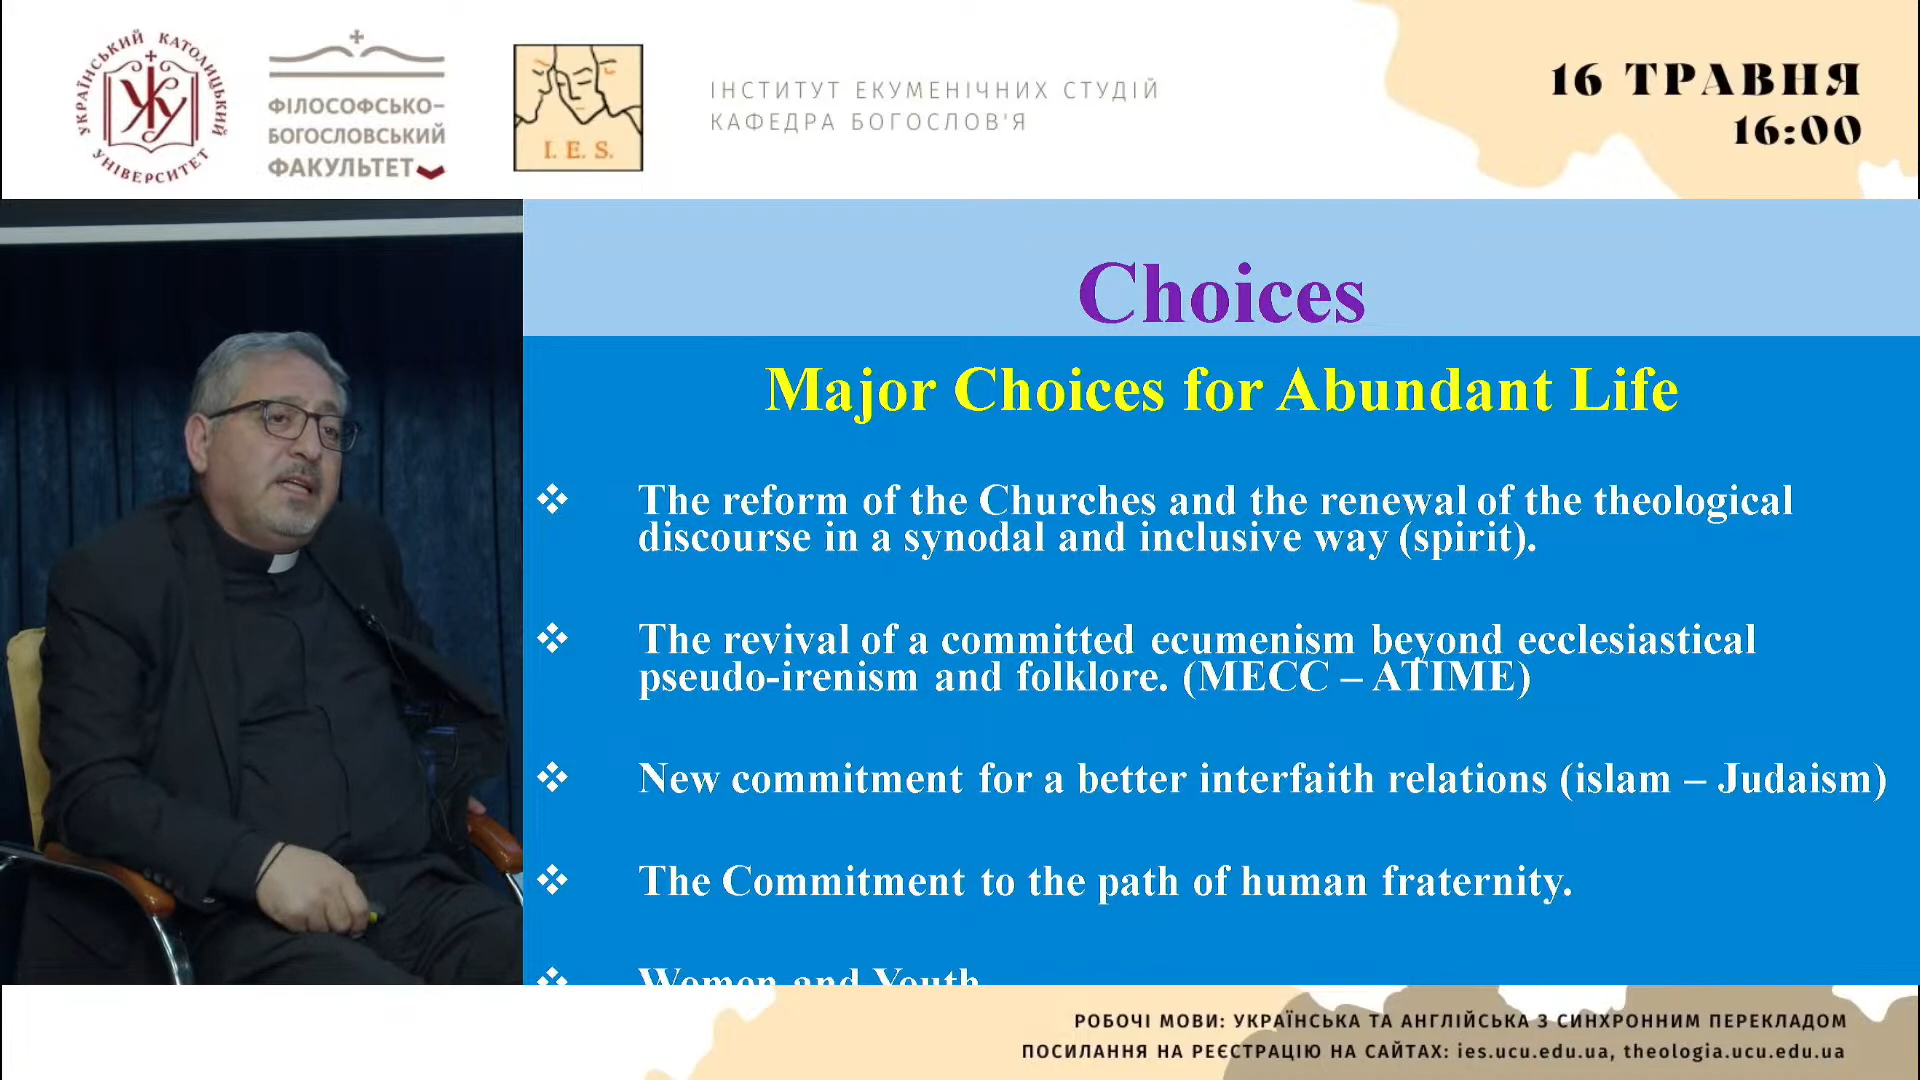 УКРАЇНСЬКИЙ КАТОЛИЦЬКИЙ УНІВЕРСИТЕТ
ФІЛОСОФСЬКО-
БОГОСЛОВСЬКИЙ
ФАКУЛЬТЕТ
I. E. S.
ІНСТИТУТ ЕКУМЕНІЧНИХ СТУДІЙ
КАФЕДРА БОГОСЛОВ'Я
16 ТРАВНЯ
16:00
Choices
Major Choices for Abundant Life
❖ The reform of the Churches and the renewal of the theological
discourse in a synodal and inclusive way (spirit).
❖ The revival of a committed ecumenism beyond ecclesiastical
pseudo-irenism and folklore. (MECC – ATIME)
❖ New commitment for a better interfaith relations (islam – Judaism)
❖ The Commitment to the path of human fraternity.
❖ Women and Youth
РОБОЧІ МОВИ: УКРАЇНСЬКА ТА АНГЛІЙСЬКА З СИНХРОННИМ ПЕРЕКЛАДОМ
ПОСИЛАННЯ НА РЕЄСТРАЦІЮ НА САЙТАХ: ies.ucu.edu.ua, theologia.ucu.edu.ua